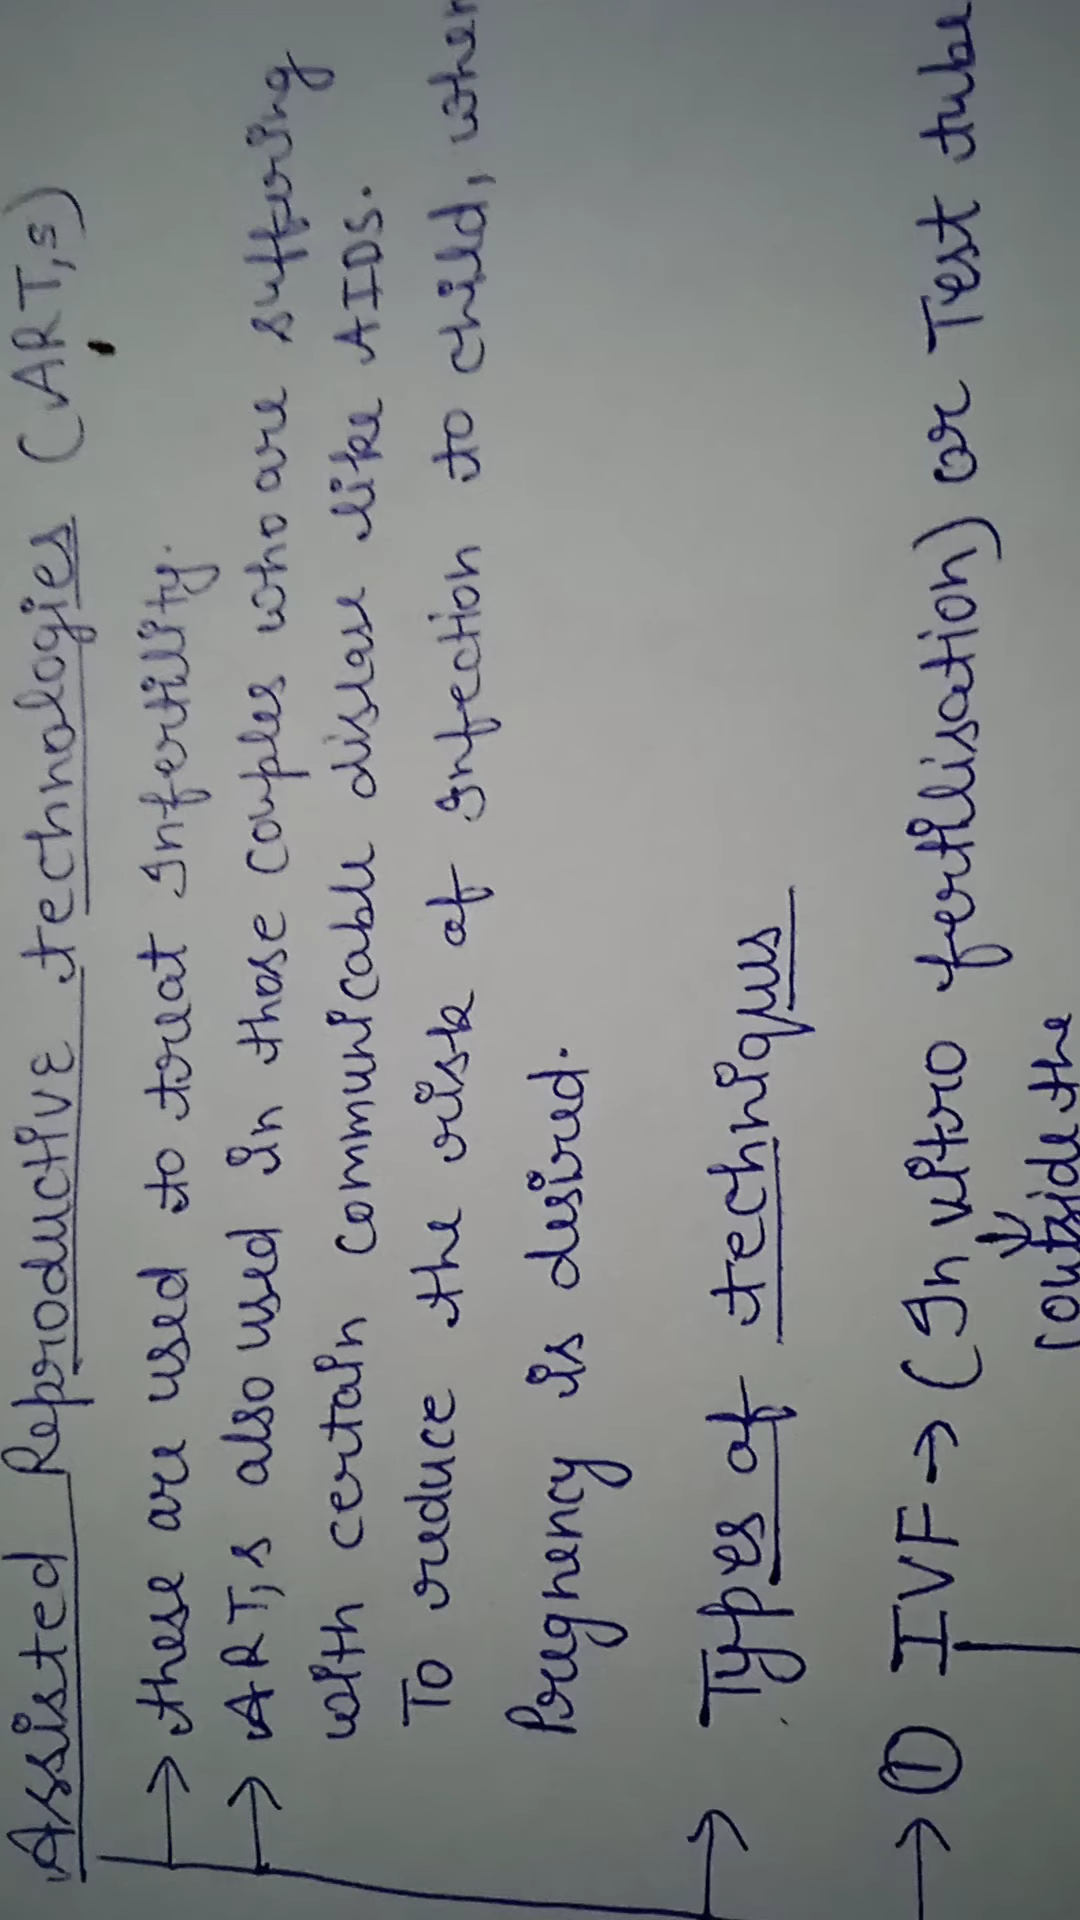 Assisted Reproductive technologies (ART,s)
→ these are used to treat Infertility.
→ ART,s also used in those couples who are suffering
with certain communicable disease like AIDS.
To reduce the risk of Infection to child, when
Pregnency is desired.
→ Types of techniques
→ ① IVF → (In vitro fertilisation) or Test tube
(outside the